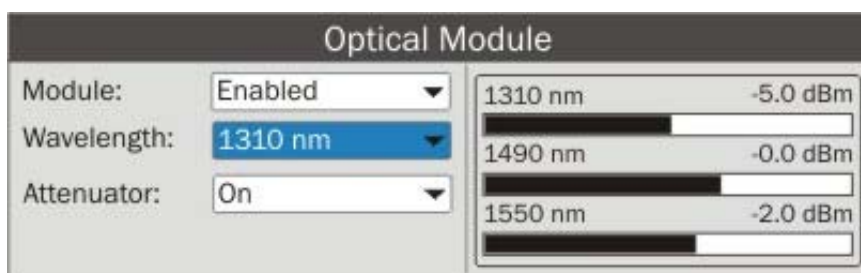 Optical Module
Module: Enabled
Wavelength: 1310 nm
Attenuator: On
1310 nm -5.0 dBm
1490 nm -0.0 dBm
1550 nm -2.0 dBm